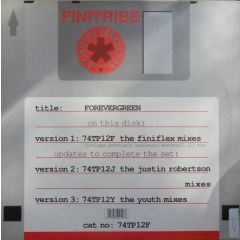 FINITRIBE
title: FOREVERGREEN
on this disk:
version 1: 74TP12F the finiflex mixes
updates to complete the set:
version 2: 74TP12J the justin robertson
mixes
version 3: 74TP12Y the youth mixes
cat no: 74TP12F